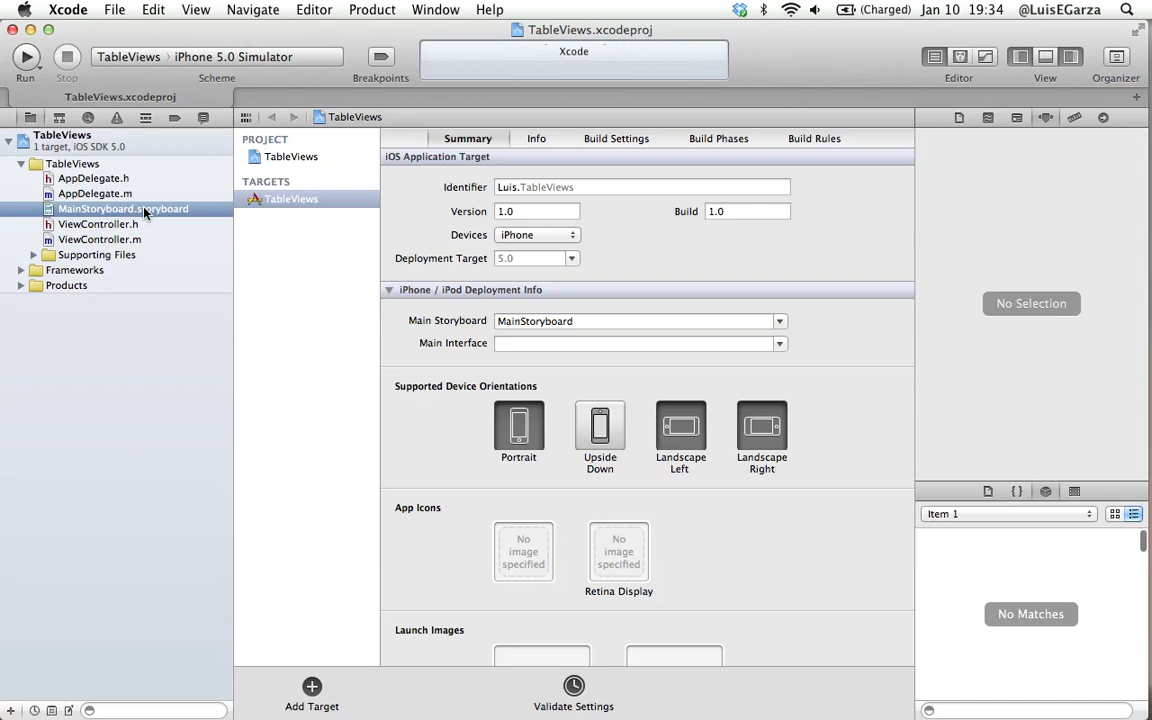 Xcode File Edit View Navigate Editor Product Window Help (Charged) Jan 10 19:34 @LuisEGarza
TableViews.xcodeproj
TableViews iPhone 5.0 Simulator
Xcode
Run Stop Scheme Breakpoints Editor View Organizer
TableViews.xcodeproj
TableViews
1 target, iOS SDK 5.0
TableViews
AppDelegate.h
AppDelegate.m
MainStoryboard.storyboard
ViewController.h
ViewController.m
Supporting Files
Frameworks
Products
TableViews
PROJECT
TableViews
TARGETS
TableViews
Summary Info Build Settings Build Phases Build Rules
iOS Application Target
Identifier Luis.TableViews
Version 1.0 Build 1.0
Devices iPhone
Deployment Target 5.0
iPhone / iPod Deployment Info
Main Storyboard MainStoryboard
Main Interface
Supported Device Orientations
Portrait
Upside
Down
Landscape
Left
Landscape
Right
App Icons
No
image
specified
No
image
specified
Retina Display
Launch Images
Add Target
Validate Settings
No Selection
Item 1
No Matches